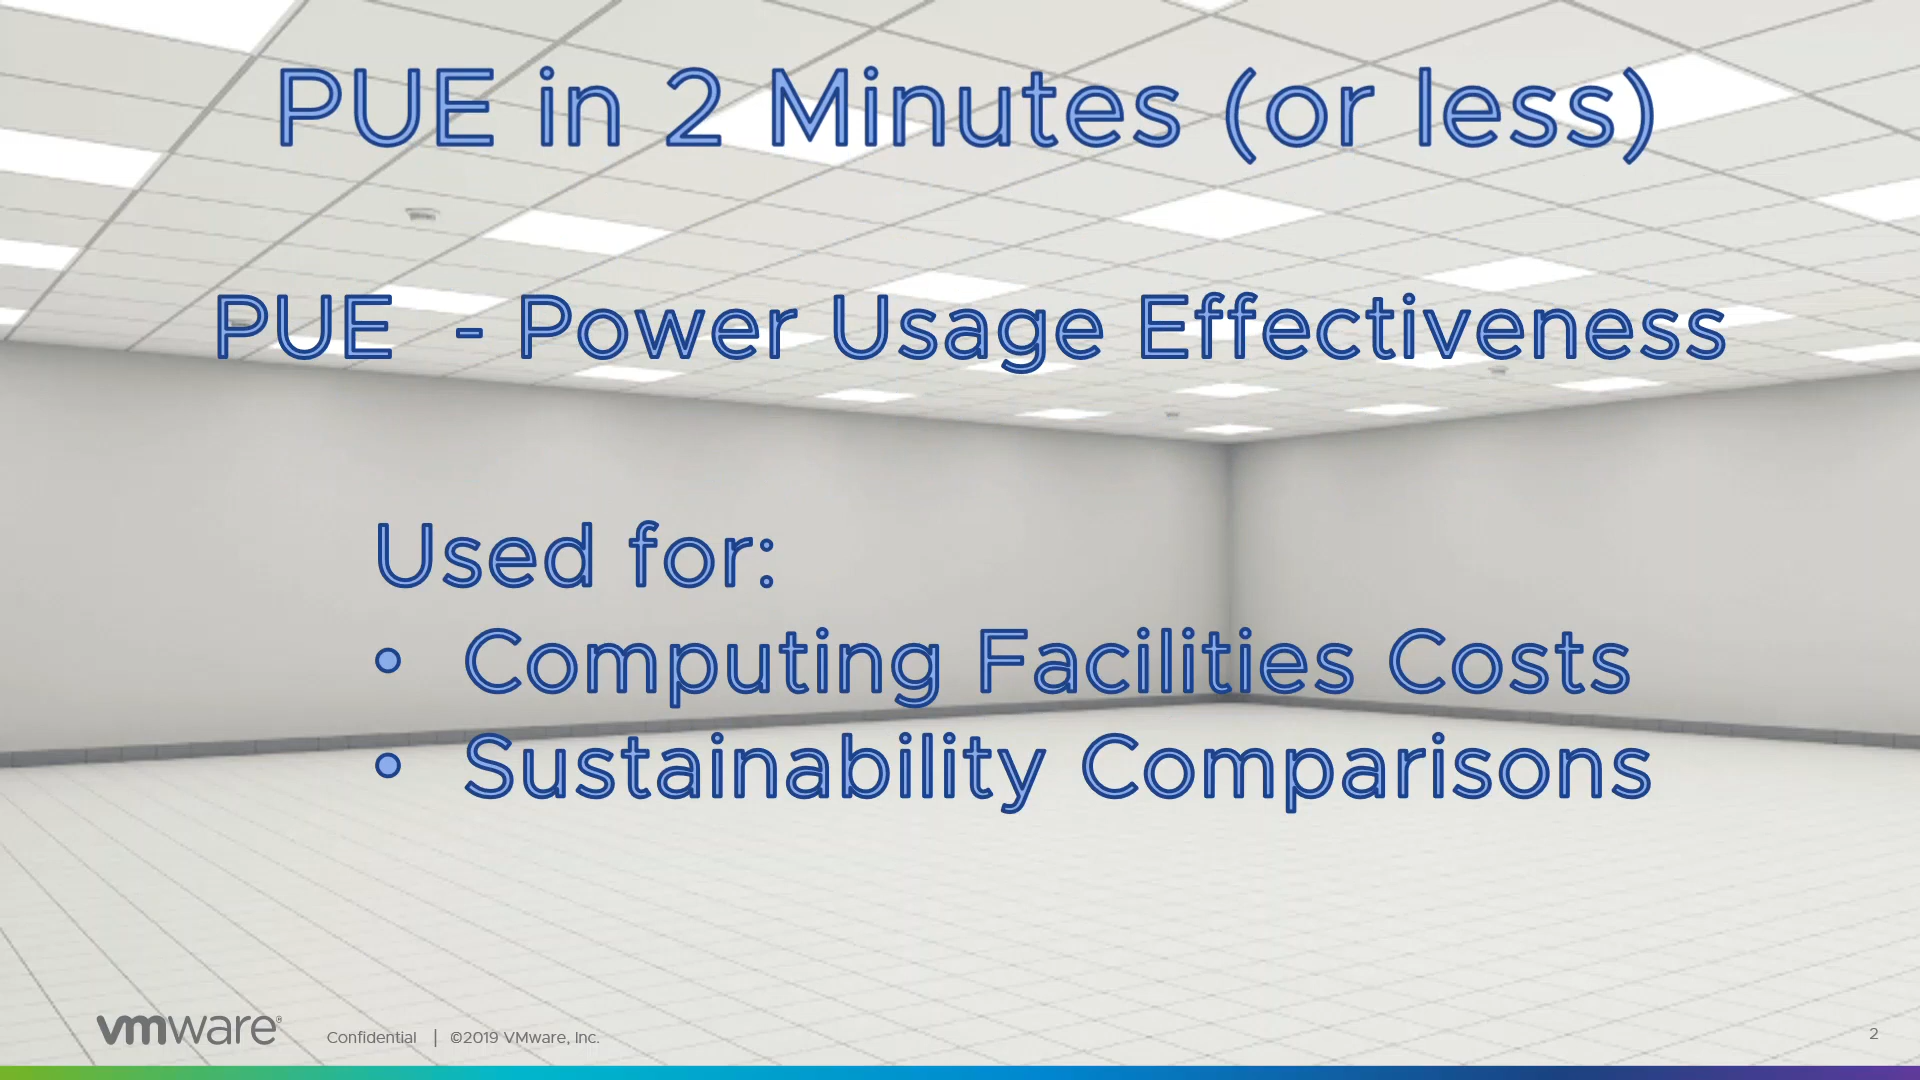 PUE in 2 Minutes (or less)
PUE - Power Usage Effectiveness
Used for:
• Computing Facilities Costs
• Sustainability Comparisons
vmware® Confidential | ©2019 VMware, Inc. 2